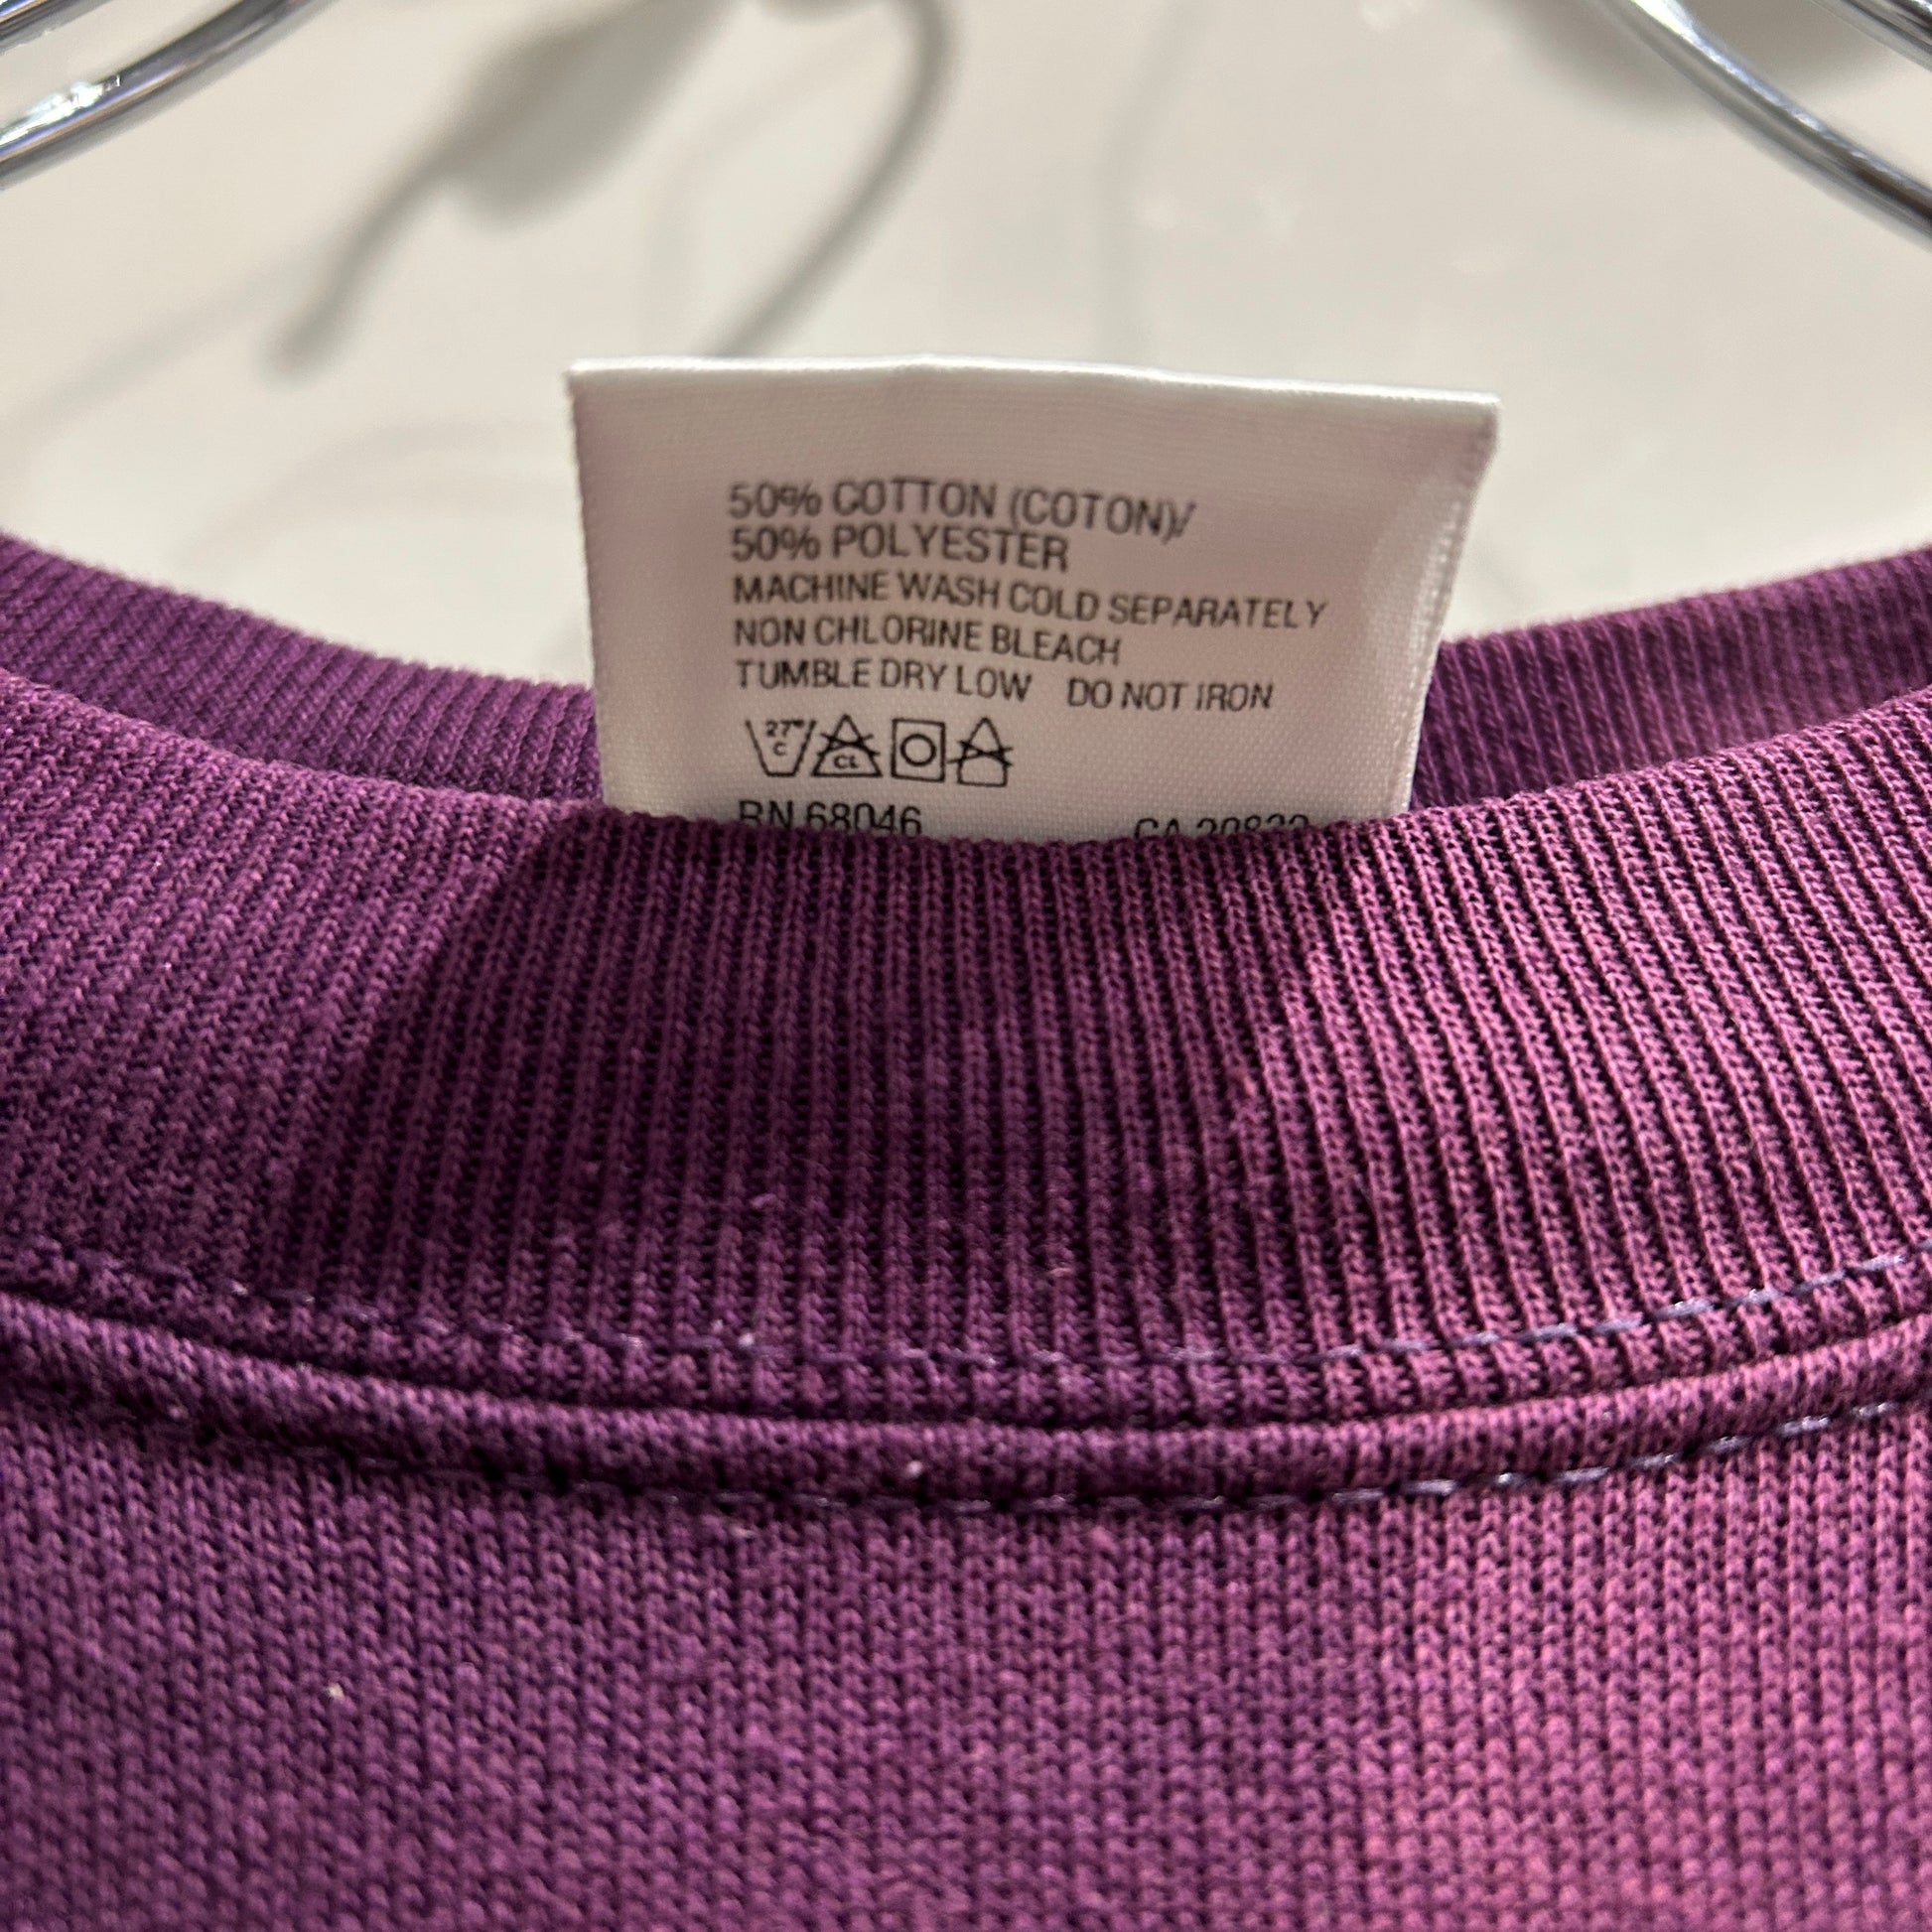 50% COTTON (COTON)/
50% POLYESTER
MACHINE WASH COLD SEPARATELY
NON CHLORINE BLEACH
TUMBLE DRY LOW DO NOT IRON
27° C CL
RN 68046 CA